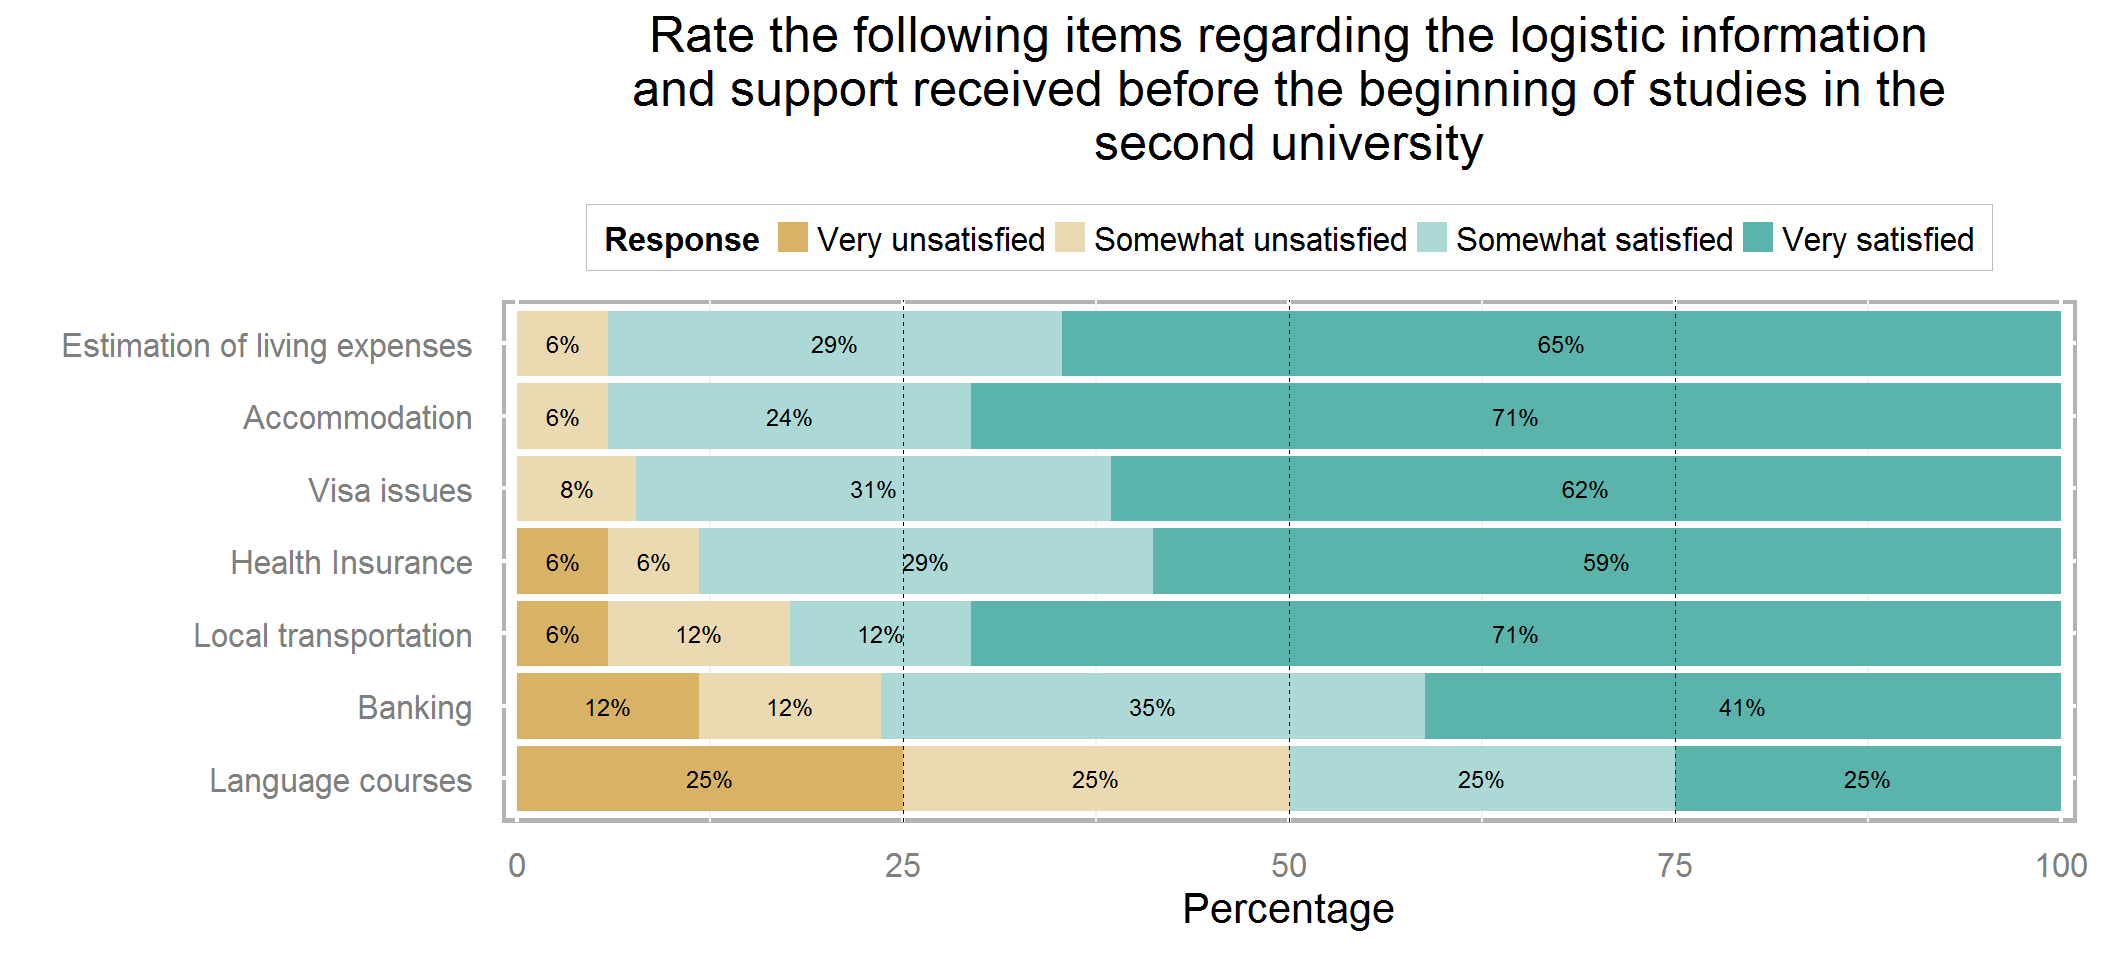 Rate the following items regarding the logistic information
and support received before the beginning of studies in the
second university
Response Very unsatisfied Somewhat unsatisfied Somewhat satisfied Very satisfied
Estimation of living expenses 6% 29% 65%
Accommodation 6% 24% 71%
Visa issues 8% 31% 62%
Health Insurance 6% 6% 29% 59%
Local transportation 6% 12% 12% 71%
Banking 12% 12% 35% 41%
Language courses 25% 25% 25% 25%
0 25 50 75 100
Percentage